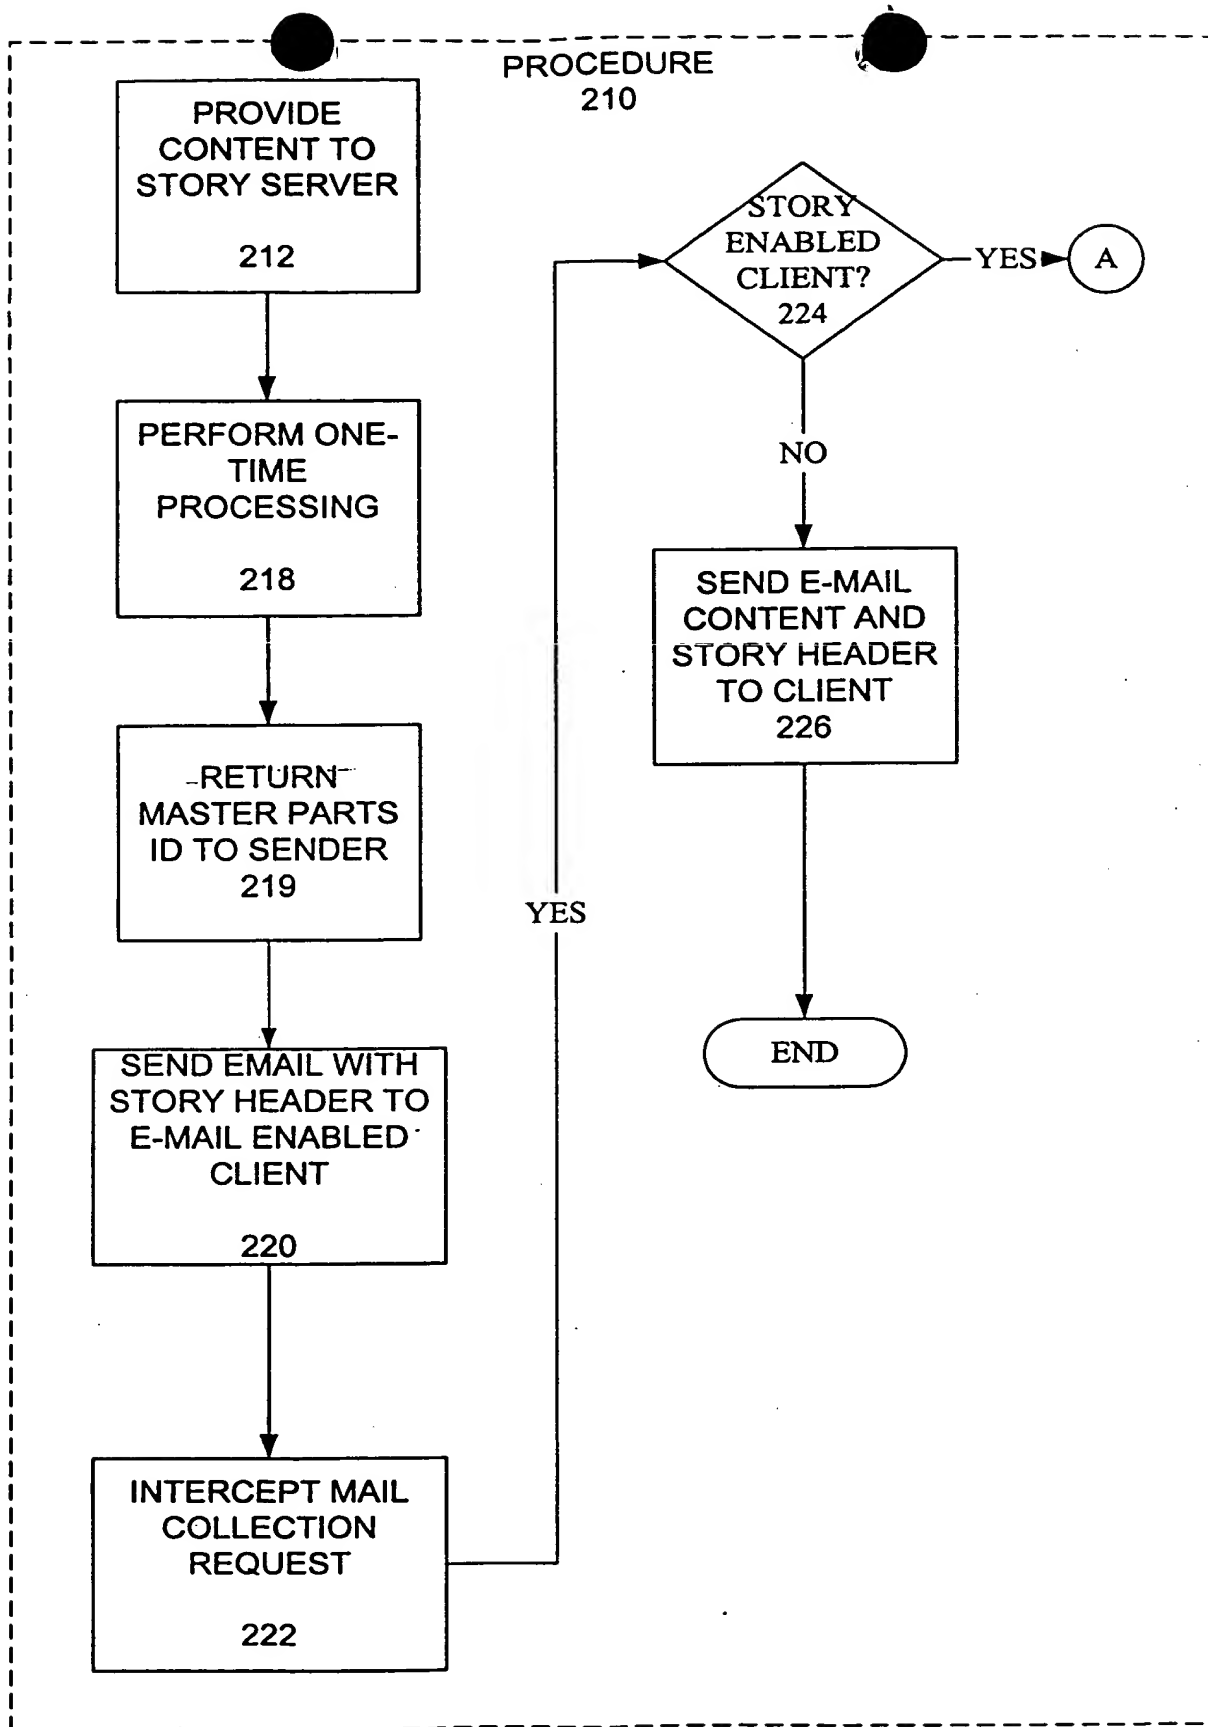 PROCEDURE
210
PROVIDE
CONTENT TO
STORY SERVER
212
PERFORM ONE-
TIME
PROCESSING
218
RETURN
MASTER PARTS
ID TO SENDER
219
SEND EMAIL WITH
STORY HEADER TO
E-MAIL ENABLED
CLIENT
220
INTERCEPT MAIL
COLLECTION
REQUEST
222
YES
STORY
ENABLED
CLIENT?
224
YES
A
NO
SEND E-MAIL
CONTENT AND
STORY HEADER
TO CLIENT
226
END